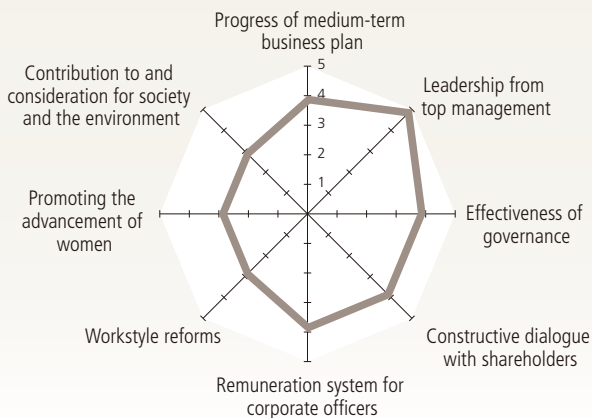 Progress of medium-term
business plan
5
4
3
2
1
Leadership from
top management
Effectiveness of
governance
Constructive dialogue
with shareholders
Remuneration system for
corporate officers
Workstyle reforms
Promoting the
advancement of
women
Contribution to and
consideration for society
and the environment